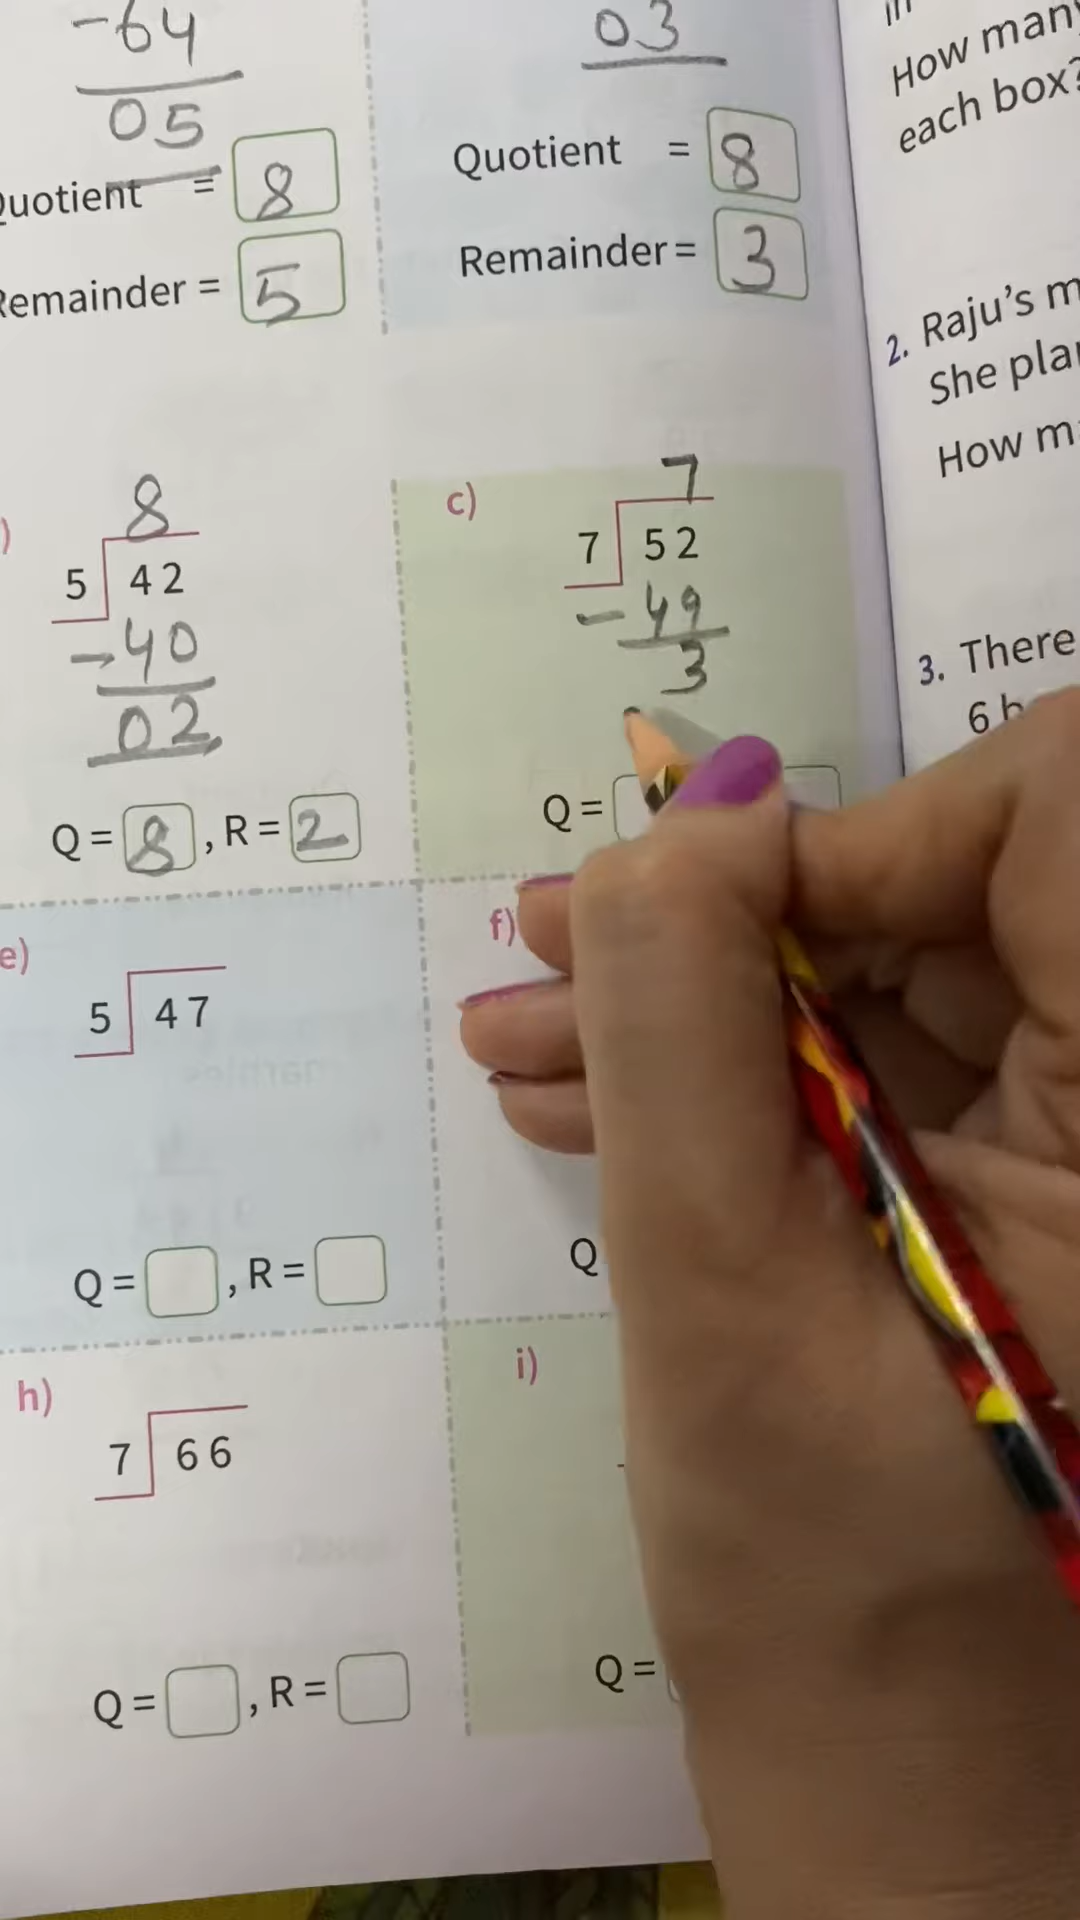 -64
05
Quotient = 8
Remainder = 5
03
Quotient = 8
Remainder = 3
How many
each box?
2. Raju's
She
How
3. There
6
8
5 42
-40
02
Q = 8 , R = 2
c)
7
7 52
-49
3
Q =
e)
5 47
Q = , R =
f)
Q
h)
7 66
Q = , R =
i)
Q =